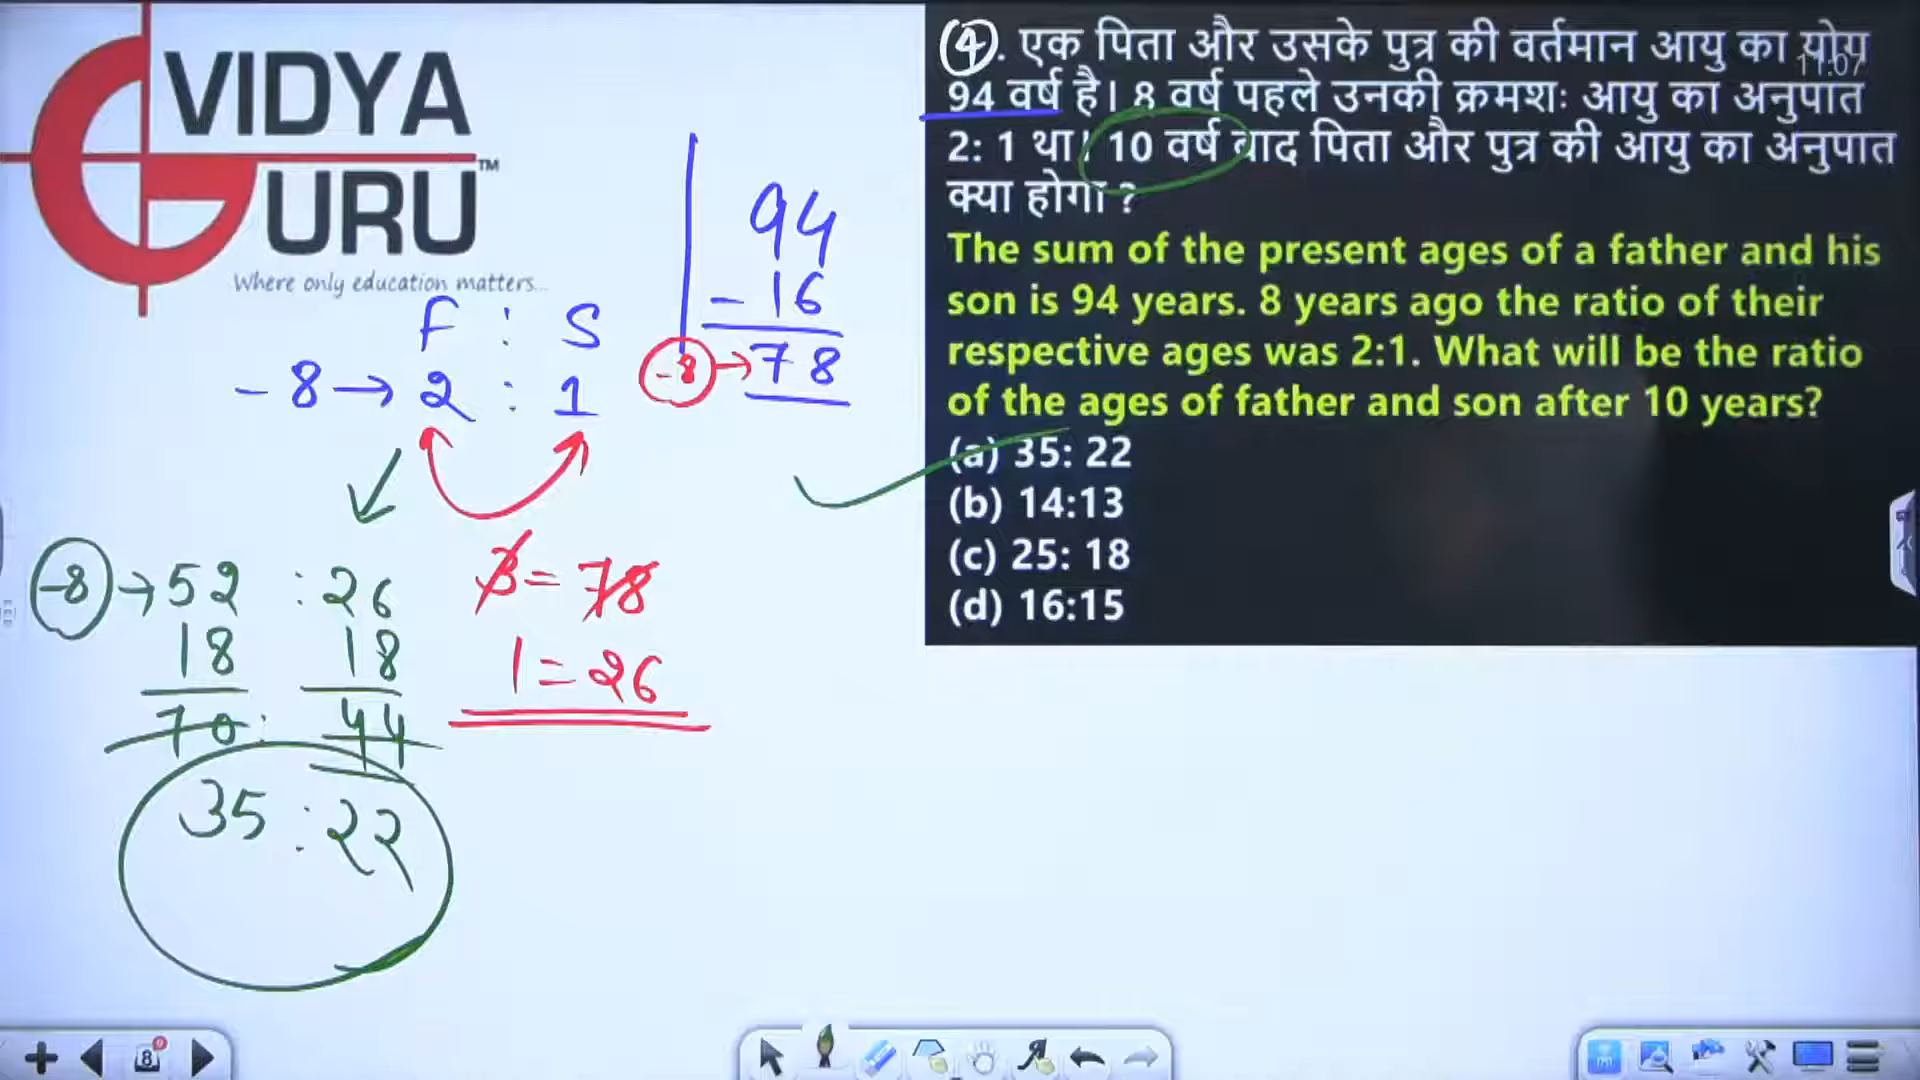 VIDYA
GURU
TM
Where only education matters...
F : S
-8 → 2 : 1
94
- 16
-8 → 78
-8 → 52 : 26
18 18
70 : 44
35 : 22
3 = 78
1 = 26
4. एक पिता और उसके पुत्र की वर्तमान आयु का योग
11:07
94 वर्ष है। 8 वर्ष पहले उनकी क्रमशः आयु का अनुपात
2: 1 था। 10 वर्ष बाद पिता और पुत्र की आयु का अनुपात
क्या होगा ?
The sum of the present ages of a father and his
son is 94 years. 8 years ago the ratio of their
respective ages was 2:1. What will be the ratio
of the ages of father and son after 10 years?
(a) 35: 22
(b) 14:13
(c) 25: 18
(d) 16:15
8